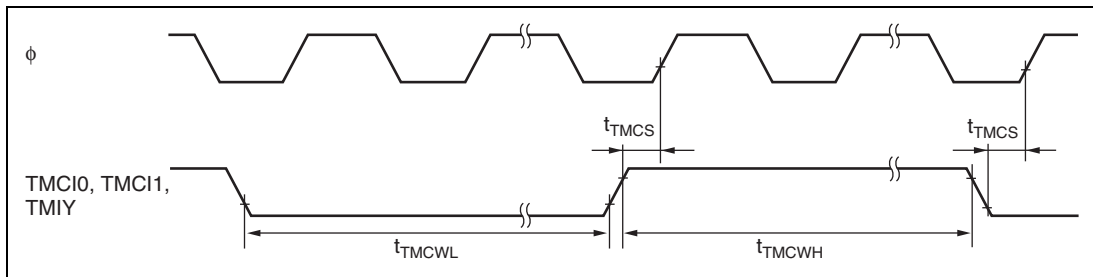 ϕ
tTMCS
tTMCS
TMCI0, TMCI1,
TMIY
tTMCWL
tTMCWH